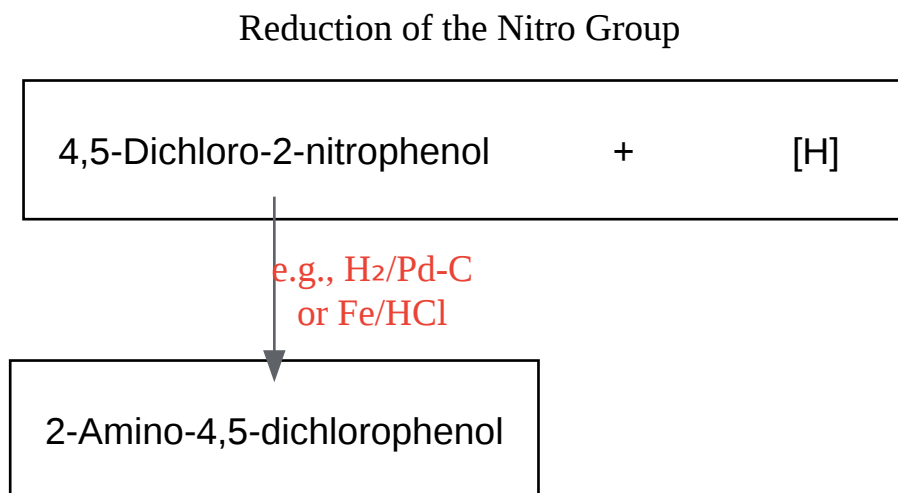 Reduction of the Nitro Group
4,5-Dichloro-2-nitrophenol + [H]
e.g., H₂/Pd-C
or Fe/HCl
2-Amino-4,5-dichlorophenol